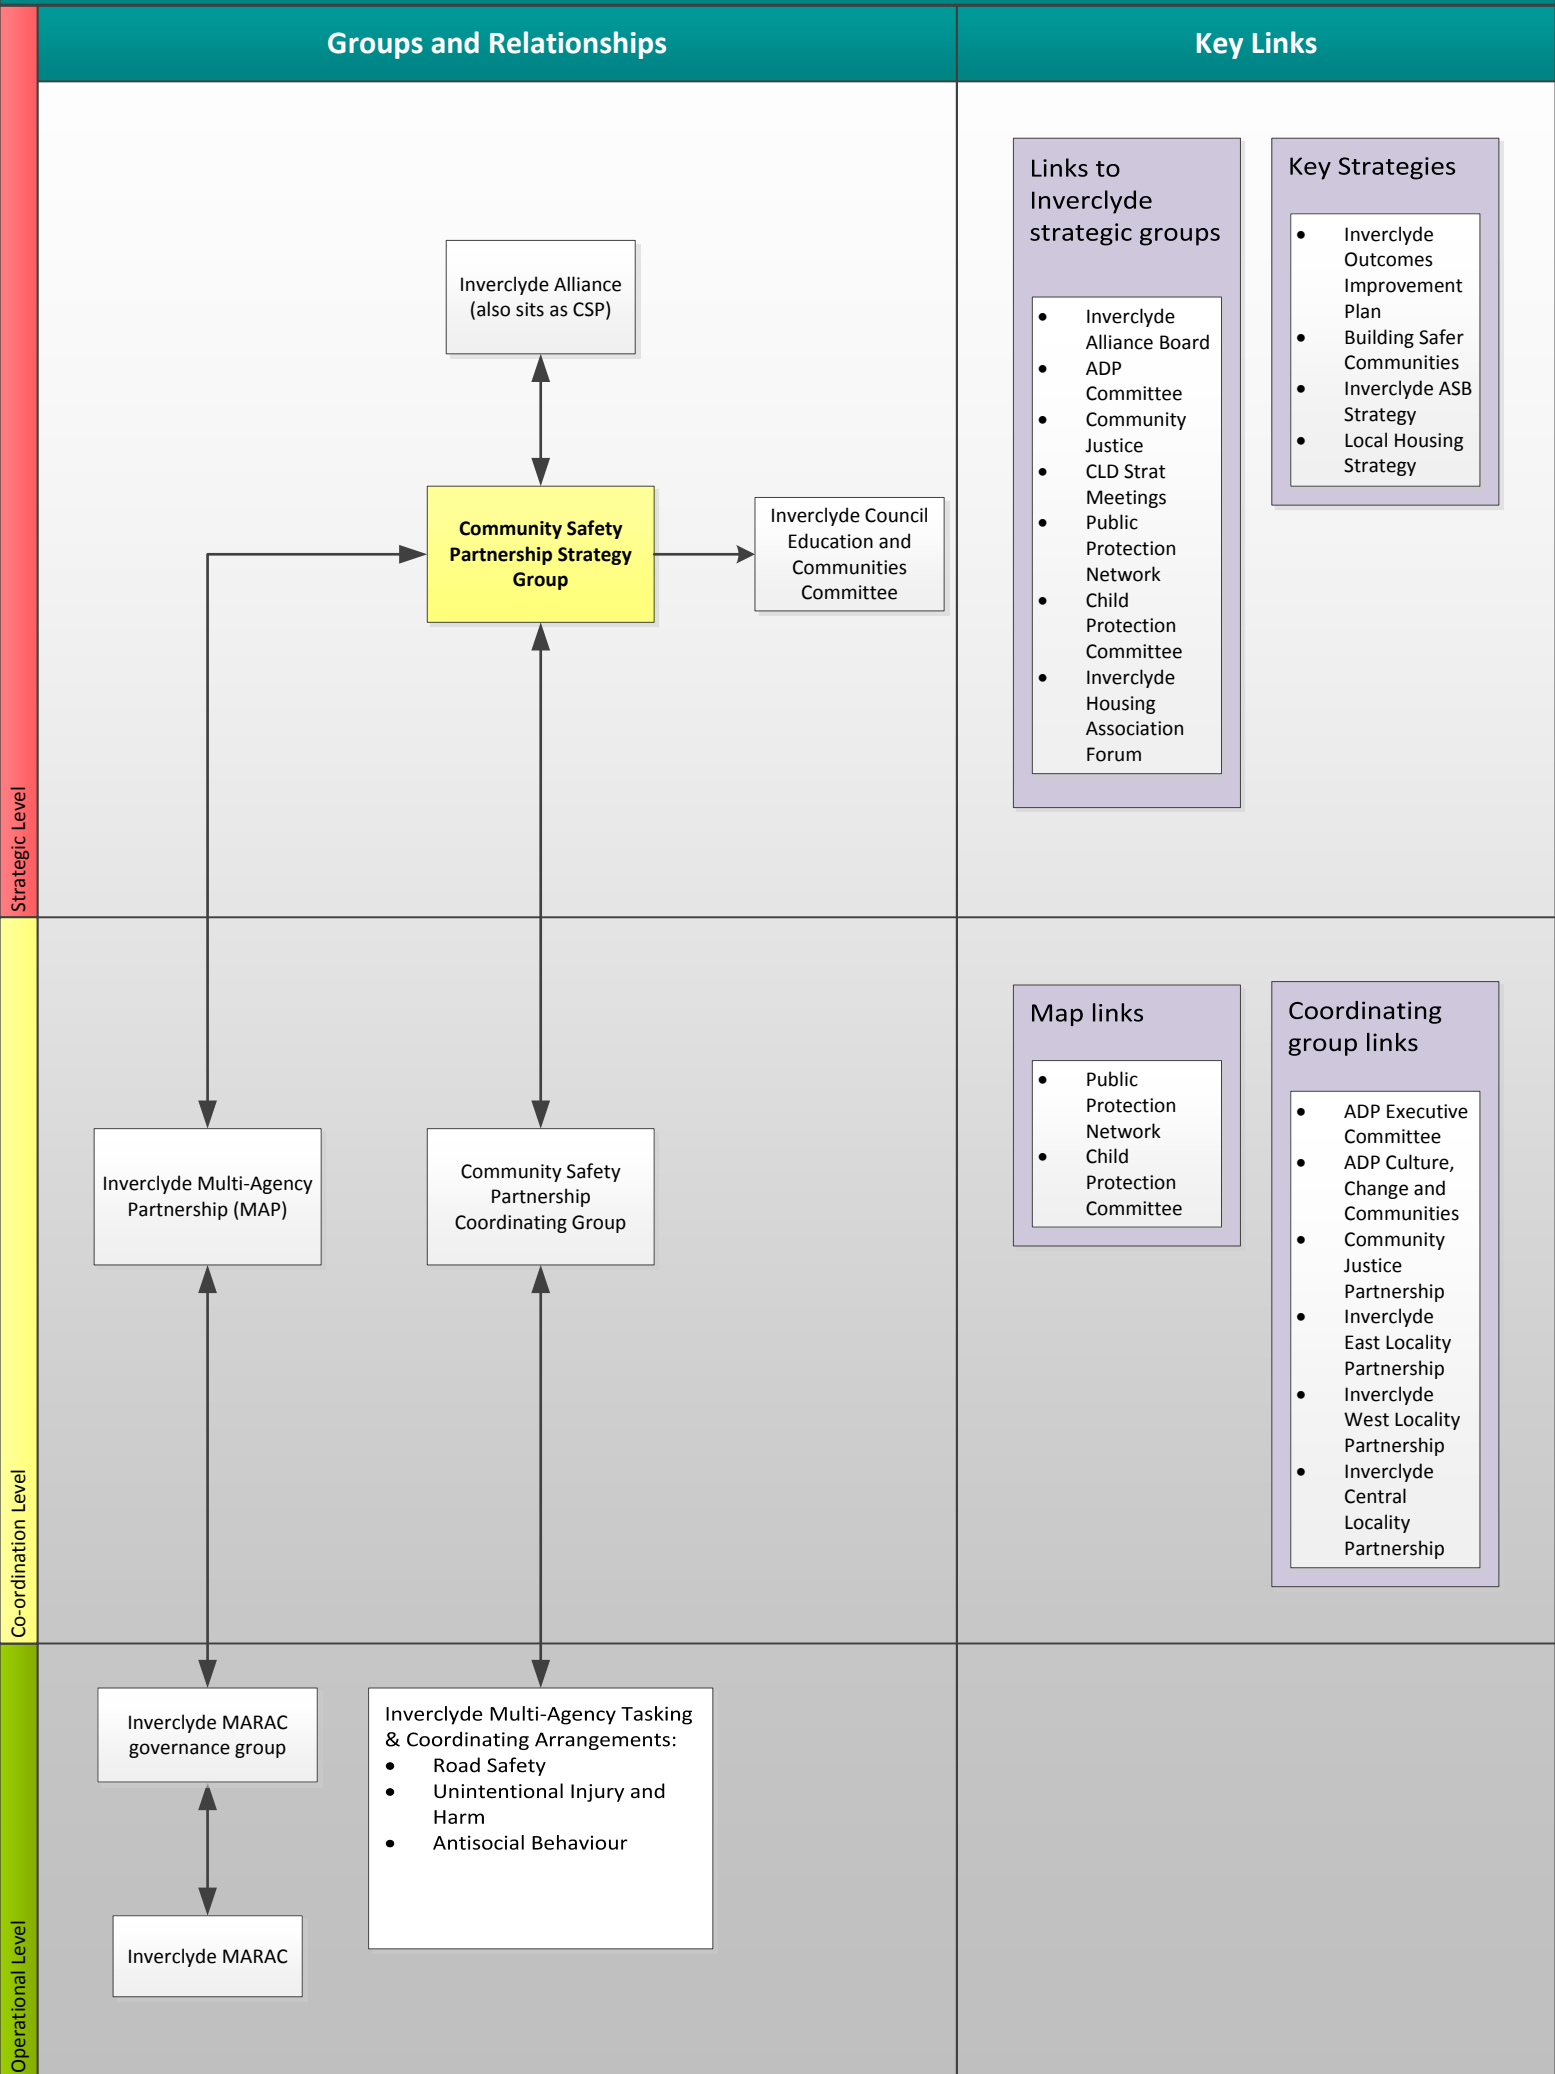 Groups and Relationships
Key Links
Strategic Level
Inverclyde Alliance
(also sits as CSP)
Community Safety
Partnership Strategy
Group
Inverclyde Council
Education and
Communities
Committee
Links to
Inverclyde
strategic groups
• Inverclyde
Alliance Board
• ADP
Committee
• Community
Justice
• CLD Strat
Meetings
• Public
Protection
Network
• Child
Protection
Committee
• Inverclyde
Housing
Association
Forum
Key Strategies
• Inverclyde
Outcomes
Improvement
Plan
• Building Safer
Communities
• Inverclyde ASB
Strategy
• Local Housing
Strategy
Co-ordination Level
Inverclyde Multi-Agency
Partnership (MAP)
Community Safety
Partnership
Coordinating Group
Map links
• Public
Protection
Network
• Child
Protection
Committee
Coordinating
group links
• ADP Executive
Committee
• ADP Culture,
Change and
Communities
• Community
Justice
Partnership
• Inverclyde
East Locality
Partnership
• Inverclyde
West Locality
Partnership
• Inverclyde
Central
Locality
Partnership
Operational Level
Inverclyde MARAC
governance group
Inverclyde MARAC
Inverclyde Multi-Agency Tasking
& Coordinating Arrangements:
• Road Safety
• Unintentional Injury and
Harm
• Antisocial Behaviour